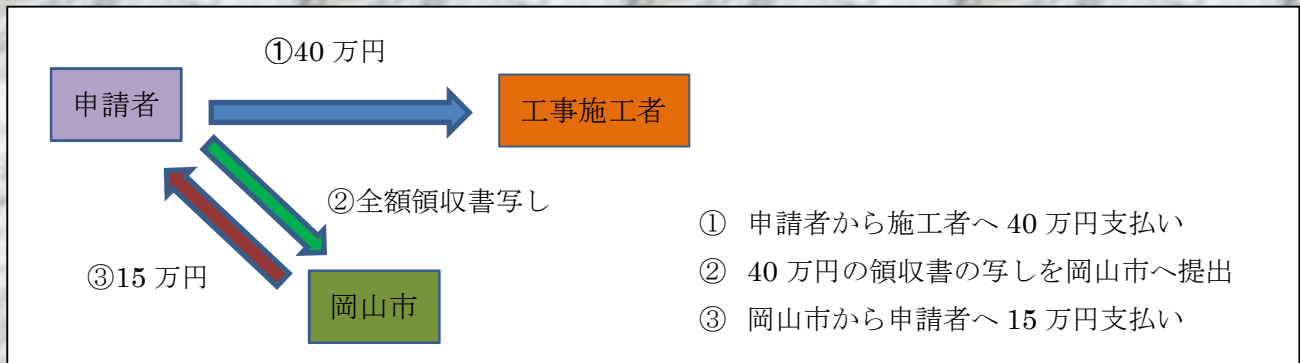 ①40 万円
申請者
工事施工者
②全額領収書写し
③15 万円
岡山市
① 申請者から施工者へ 40 万円支払い
② 40 万円の領収書の写しを岡山市へ提出
③ 岡山市から申請者へ 15 万円支払い